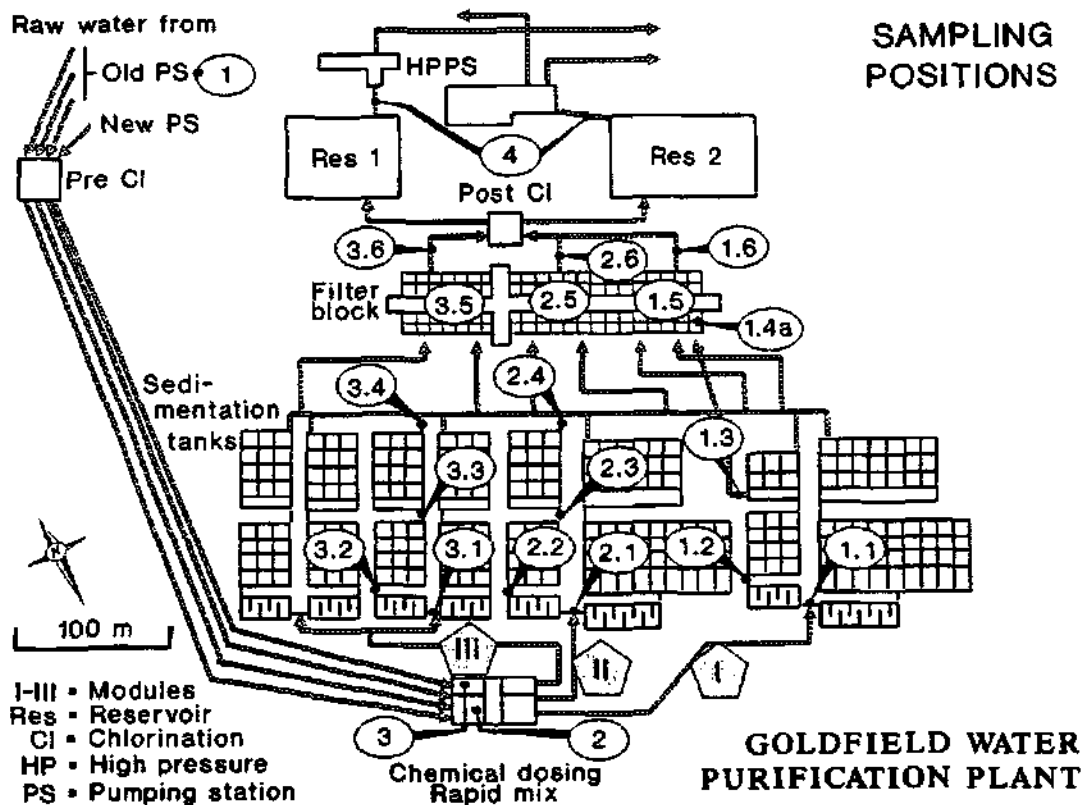 Raw water from
Old PS
1
New PS
Pre Cl
HPPS
SAMPLING
POSITIONS
Res 1
4
Res 2
Post Cl
3.6
2.6
1.6
Filter
block
3.5
2.5
1.5
1.4a
3.4
2.4
Sedi-
mentation
tanks
1.3
3.3
2.3
3.2
3.1
2.2
2.1
1.2
1.1
N
100 m
III
II
I
I-III = Modules
Res = Reservoir
Cl = Chlorination
HP = High pressure
PS = Pumping station
3
2
Chemical dosing
Rapid mix
GOLDFIELD WATER
PURIFICATION PLANT